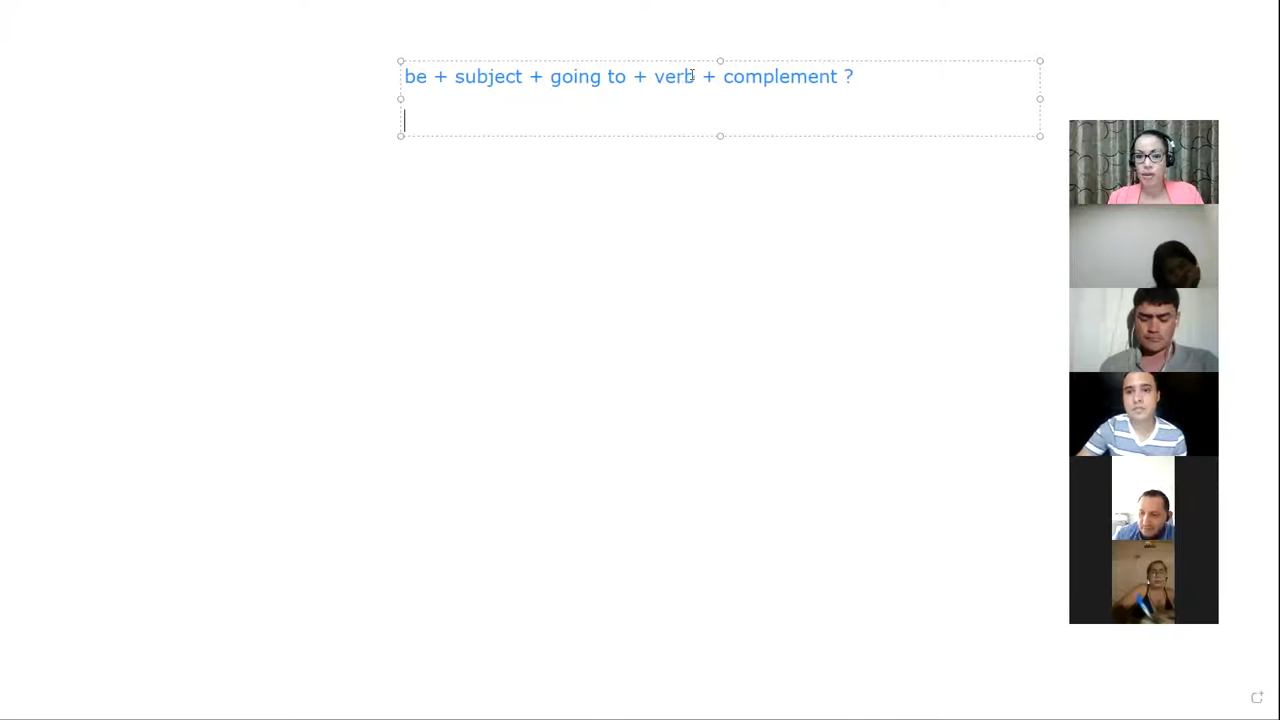 be + subject + going to + verb + complement ?